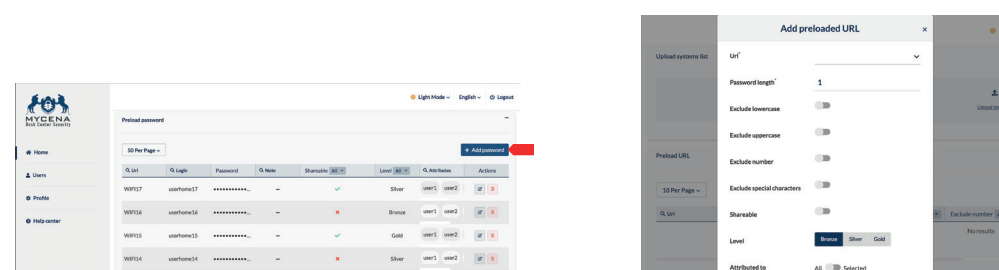 Light Mode English Logout
MYCENA
Desk Center Security
Preload password
Home
Users
Profile
Help center
50 Per Page
+ Add password
Url Login Password Note Shareable All Level All Attributes Actions
WIFI17 userhome17 •••••••••••... – Silver user1 user2
WIFI16 userhome16 •••••••••••... – Bronze user1 user2
WIFI15 userhome15 •••••••••••... – Gold user1 user2
WIFI14 userhome14 •••••••••••... – Silver user1 user2
Add preloaded URL ×
Upload systems list
Url*
Password length* 1
Exclude lowercase
Exclude uppercase
Exclude number
Exclude special characters
Shareable
Level Bronze Silver Gold
Attributed to All Selected
Preload URL
10 Per Page
Url
Exclude number
No results